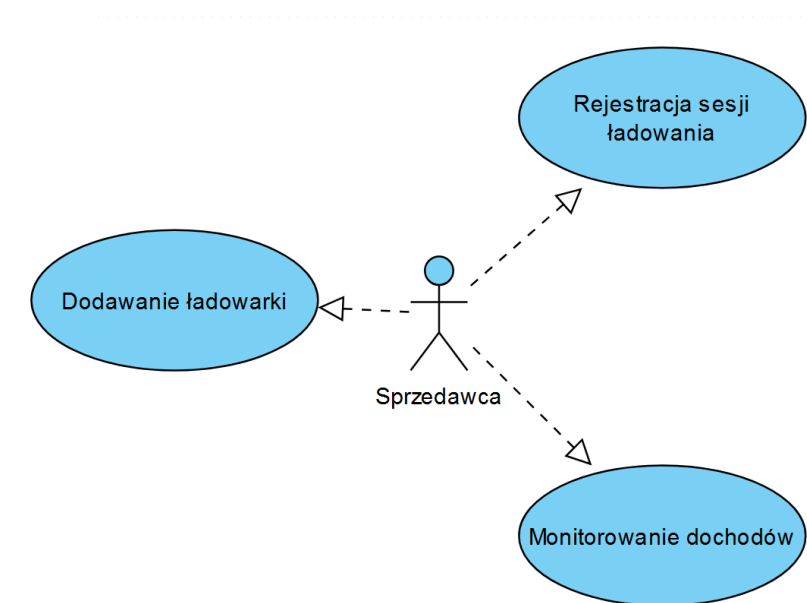 Rejestracja sesji
ładowania
Dodawanie ładowarki
Sprzedawca
Monitorowanie dochodów